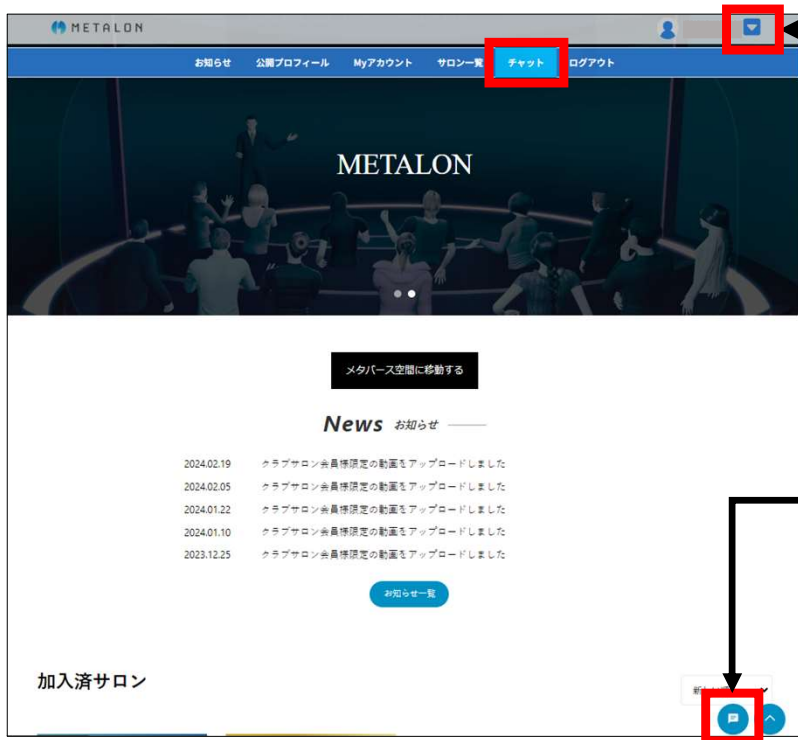 METALON
お知らせ 公開プロフィール Myアカウント サロン一覧 チャット ログアウト
METALON
メタバース空間に移動する
News お知らせ
2024.02.19 クラブサロン会員様限定の動画をアップロードしました
2024.02.05 クラブサロン会員様限定の動画をアップロードしました
2024.01.22 クラブサロン会員様限定の動画をアップロードしました
2024.01.10 クラブサロン会員様限定の動画をアップロードしました
2023.12.25 クラブサロン会員様限定の動画をアップロードしました
お知らせ一覧
加入済サロン